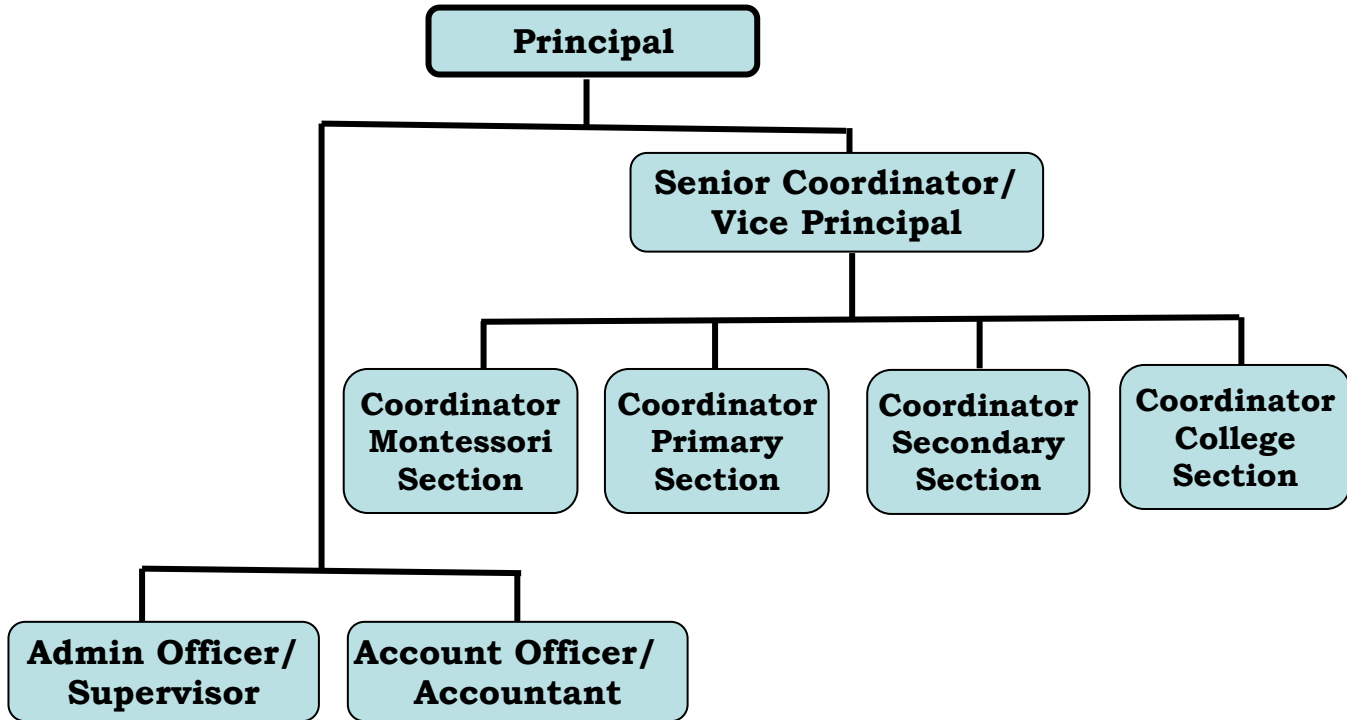 Principal
Senior Coordinator/
Vice Principal
Coordinator
Montessori
Section
Coordinator
Primary
Section
Coordinator
Secondary
Section
Coordinator
College
Section
Admin Officer/
Supervisor
Account Officer/
Accountant